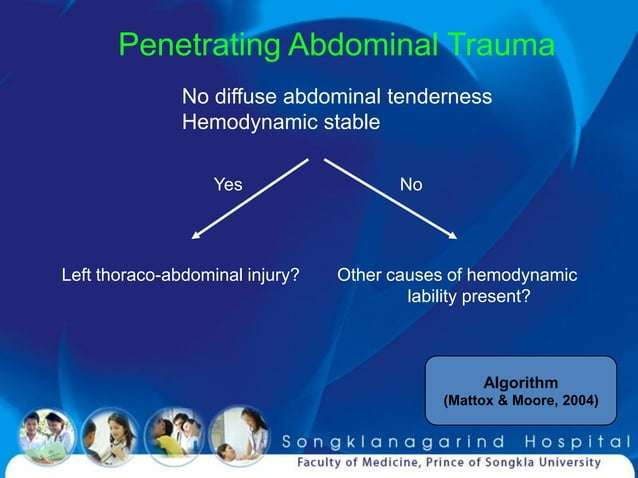 Penetrating Abdominal Trauma
No diffuse abdominal tenderness
Hemodynamic stable
Yes
No
Left thoraco-abdominal injury?
Other causes of hemodynamic
lability present?
Algorithm
(Mattox & Moore, 2004)
Songklanagarind Hospital
Faculty of Medicine, Prince of Songkla University